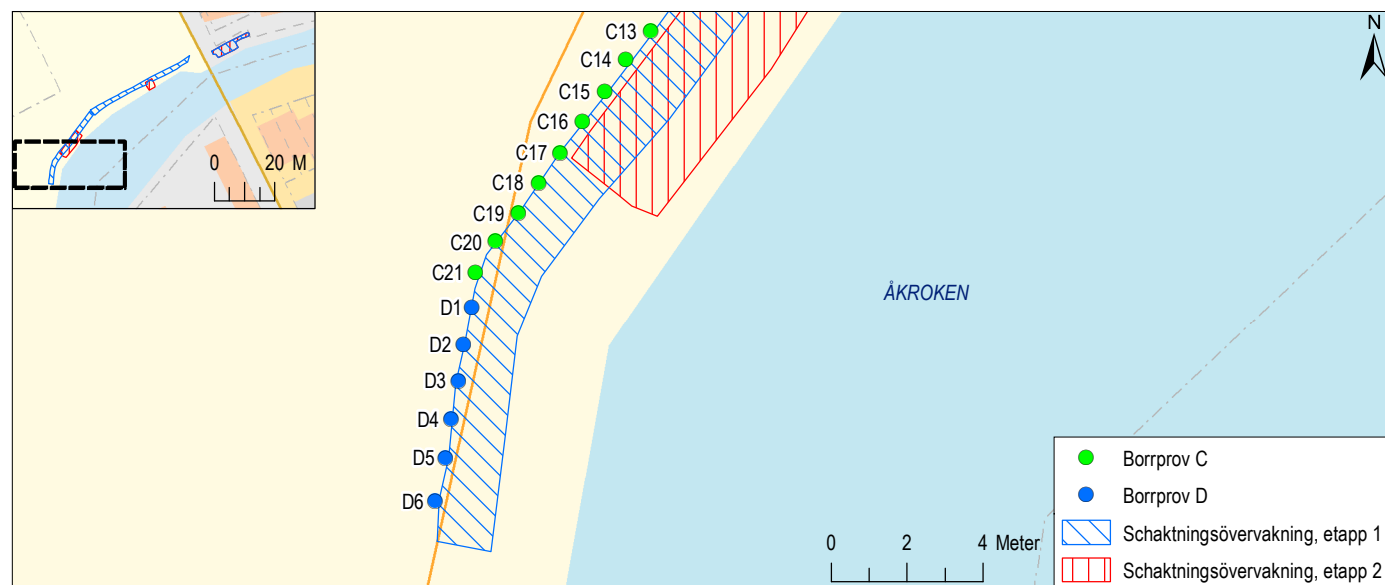 0 20 M
N
C13
C14
C15
C16
C17
C18
C19
C20
C21
D1
D2
D3
D4
D5
D6
ÅKROKEN
0 2 4 Meter
Borrprov C
Borrprov D
Schaktningsövervakning, etapp 1
Schaktningsövervakning, etapp 2